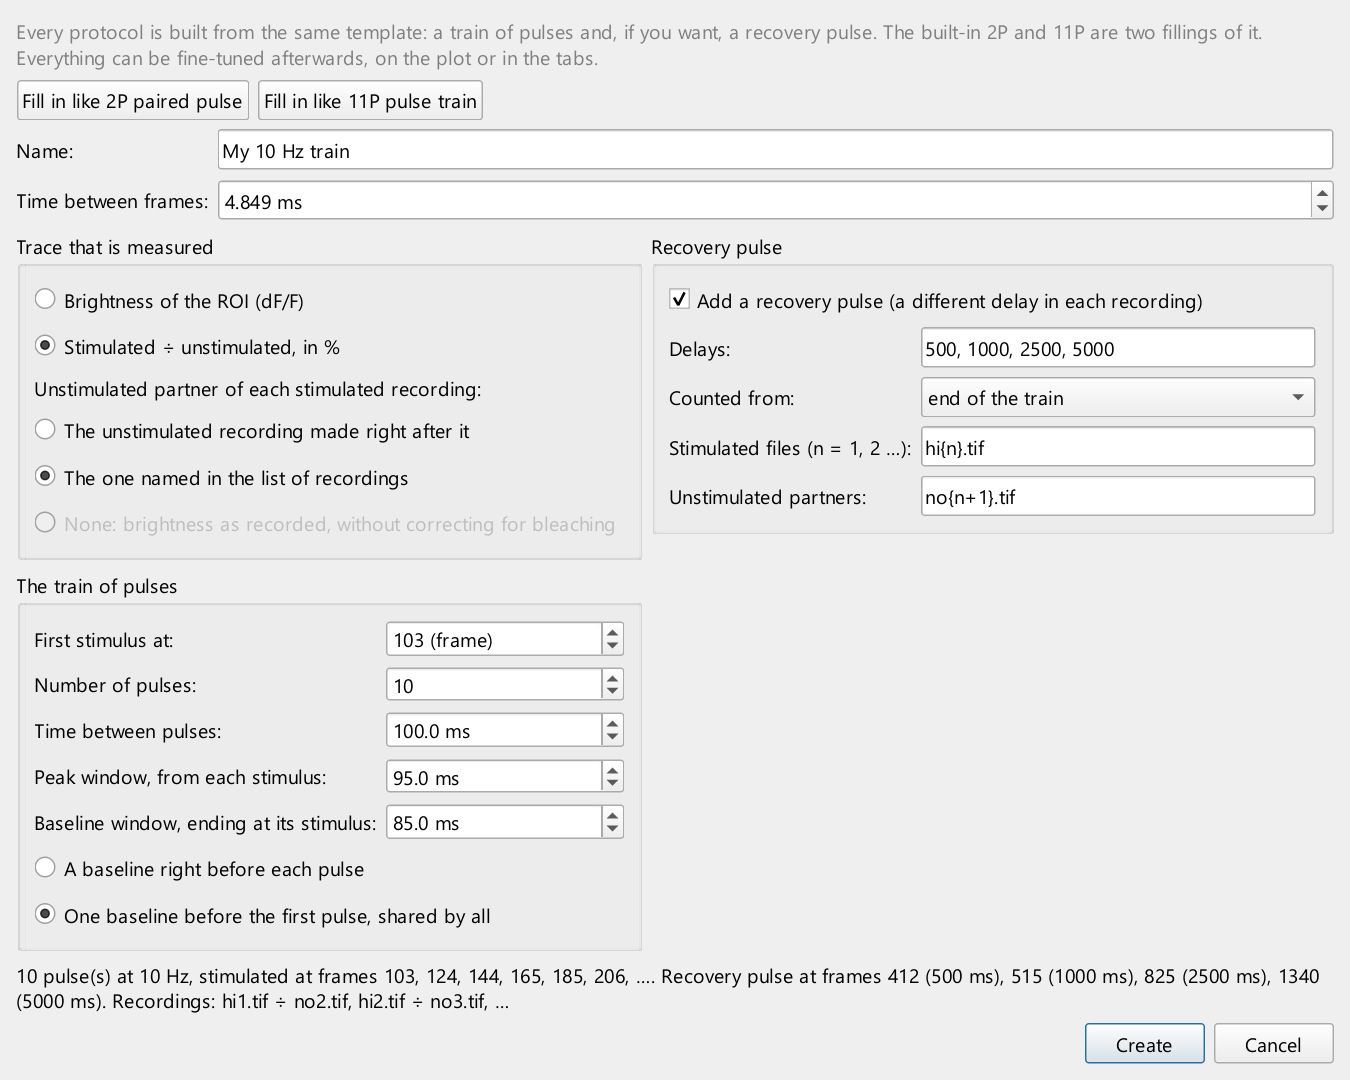 Every protocol is built from the same template: a train of pulses and, if you want, a recovery pulse. The built-in 2P and 11P are two fillings of it.
Everything can be fine-tuned afterwards, on the plot or in the tabs.
Fill in like 2P paired pulse
Fill in like 11P pulse train
Name:
My 10 Hz train
Time between frames:
4.849 ms
Trace that is measured
Brightness of the ROI (dF/F)
Stimulated ÷ unstimulated, in %
Unstimulated partner of each stimulated recording:
The unstimulated recording made right after it
The one named in the list of recordings
None: brightness as recorded, without correcting for bleaching
Recovery pulse
Add a recovery pulse (a different delay in each recording)
Delays:
500, 1000, 2500, 5000
Counted from:
end of the train
Stimulated files (n = 1, 2 ...):
hi{n}.tif
Unstimulated partners:
no{n+1}.tif
The train of pulses
First stimulus at:
103 (frame)
Number of pulses:
10
Time between pulses:
100.0 ms
Peak window, from each stimulus:
95.0 ms
Baseline window, ending at its stimulus:
85.0 ms
A baseline right before each pulse
One baseline before the first pulse, shared by all
10 pulse(s) at 10 Hz, stimulated at frames 103, 124, 144, 165, 185, 206, .... Recovery pulse at frames 412 (500 ms), 515 (1000 ms), 825 (2500 ms), 1340
(5000 ms). Recordings: hi1.tif ÷ no2.tif, hi2.tif ÷ no3.tif, ...
Create
Cancel